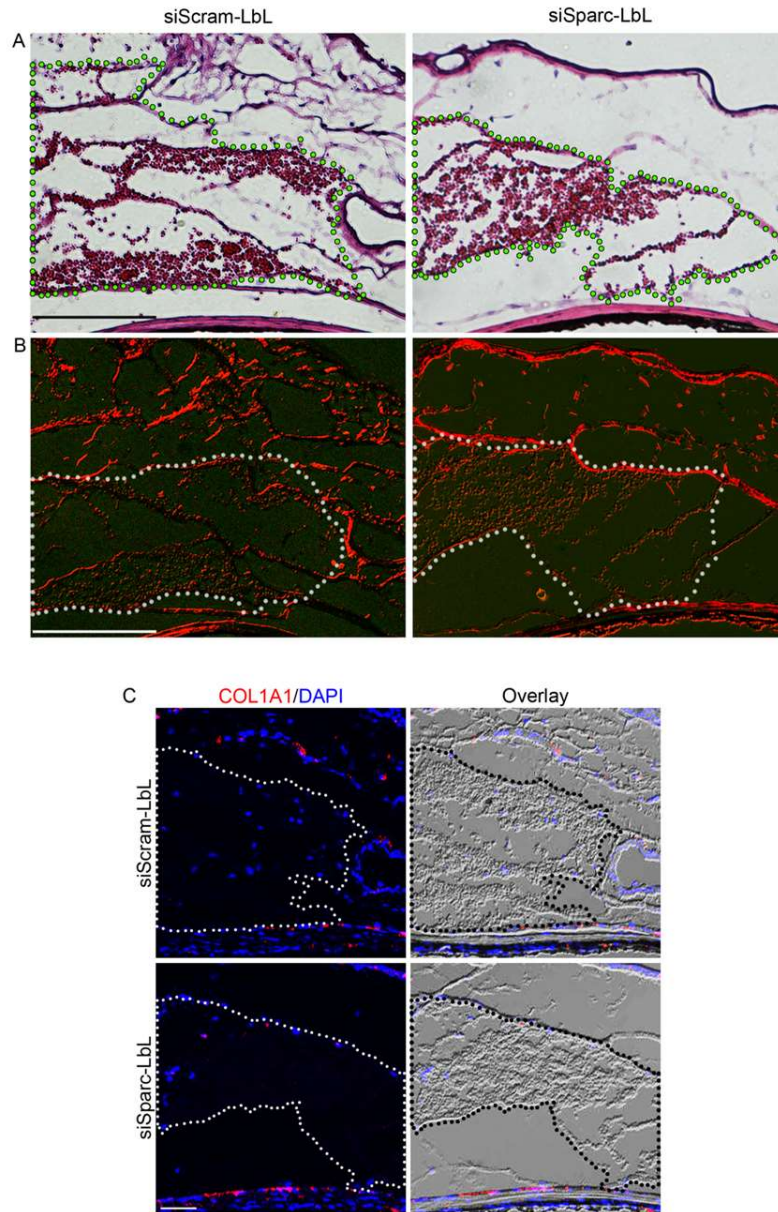 siScram-LbL siSparc-LbL
A
B
C COL1A1/DAPI Overlay
siScram-LbL
siSparc-LbL